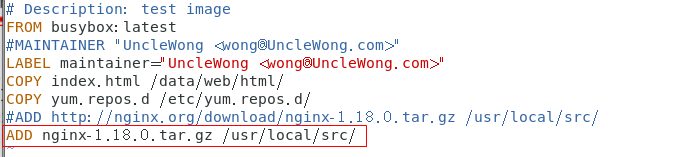 # Description: test image
FROM busybox:latest
#MAINTAINER "UncleWong <wong@UncleWong.com>"
LABEL maintainer="UncleWong <wong@UncleWong.com>"
COPY index.html /data/web/html/
COPY yum.repos.d /etc/yum.repos.d/
#ADD http://nginx.org/download/nginx-1.18.0.tar.gz /usr/local/src/
ADD nginx-1.18.0.tar.gz /usr/local/src/